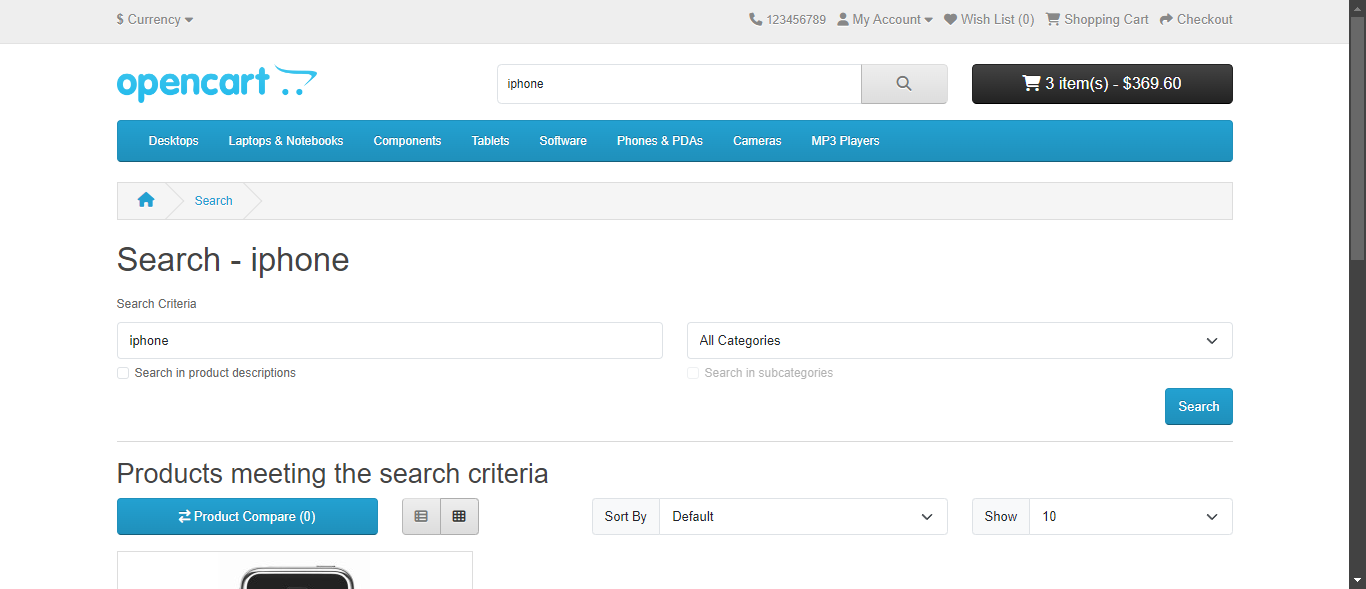 $ Currency
123456789 My Account Wish List (0) Shopping Cart Checkout
opencart
iphone
3 item(s) - $369.60
Desktops Laptops & Notebooks Components Tablets Software Phones & PDAs Cameras MP3 Players
Search
Search - iphone
Search Criteria
iphone
All Categories
Search in product descriptions
Search in subcategories
Search
Products meeting the search criteria
Product Compare (0)
Sort By Default
Show 10